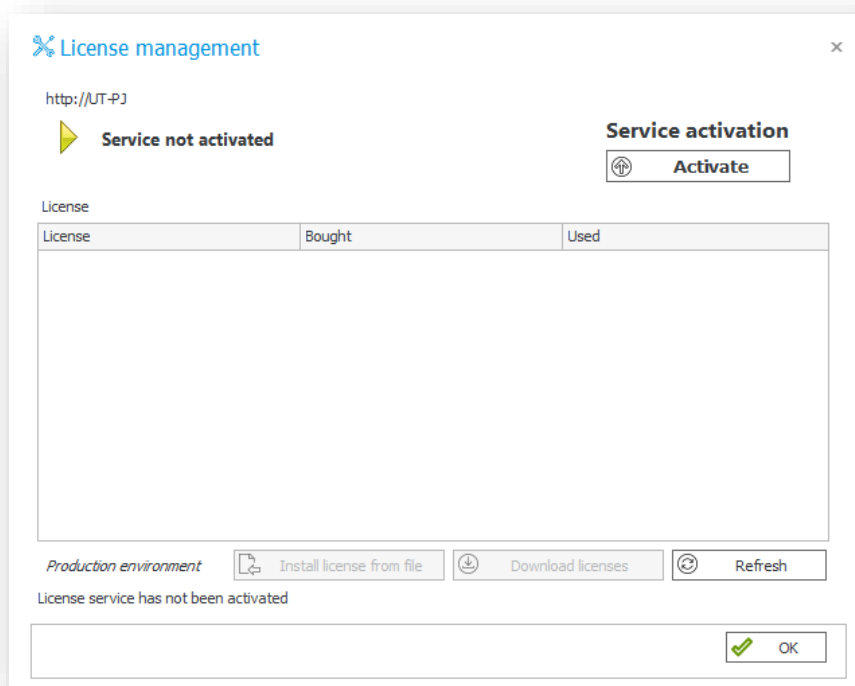 License management
http://UT-PJ
Service not activated
Service activation
Activate
License
License Bought Used
Production environment Install license from file Download licenses Refresh
License service has not been activated
OK